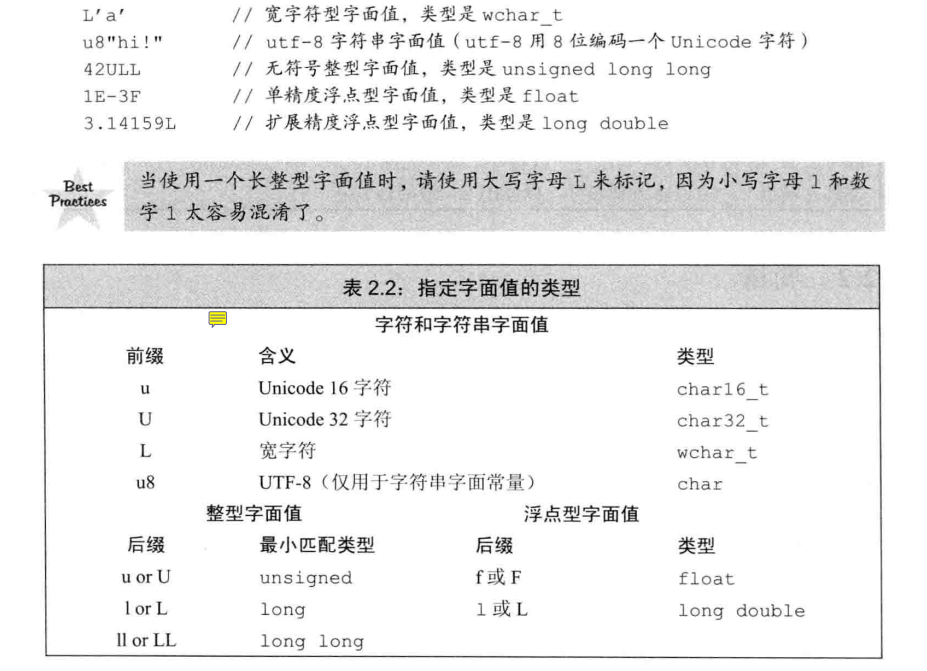 L'a' // 宽字符型字面值，类型是 wchar_t
u8"hi!" // utf-8 字符串字面值（utf-8 用 8 位编码一个 Unicode 字符）
42ULL // 无符号整型字面值，类型是 unsigned long long
1E-3F // 单精度浮点型字面值，类型是 float
3.14159L // 扩展精度浮点型字面值，类型是 long double
Best
Practices
当使用一个长整型字面值时，请使用大写字母 L 来标记，因为小写字母 l 和数
字 1 太容易混淆了。
表 2.2：指定字面值的类型
字符和字符串字面值
前缀 含义 类型
u Unicode 16 字符 char16_t
U Unicode 32 字符 char32_t
L 宽字符 wchar_t
u8 UTF-8（仅用于字符串字面常量） char
整型字面值 浮点型字面值
后缀 最小匹配类型 后缀 类型
u or U unsigned f 或 F float
l or L long l 或 L long double
ll or LL long long